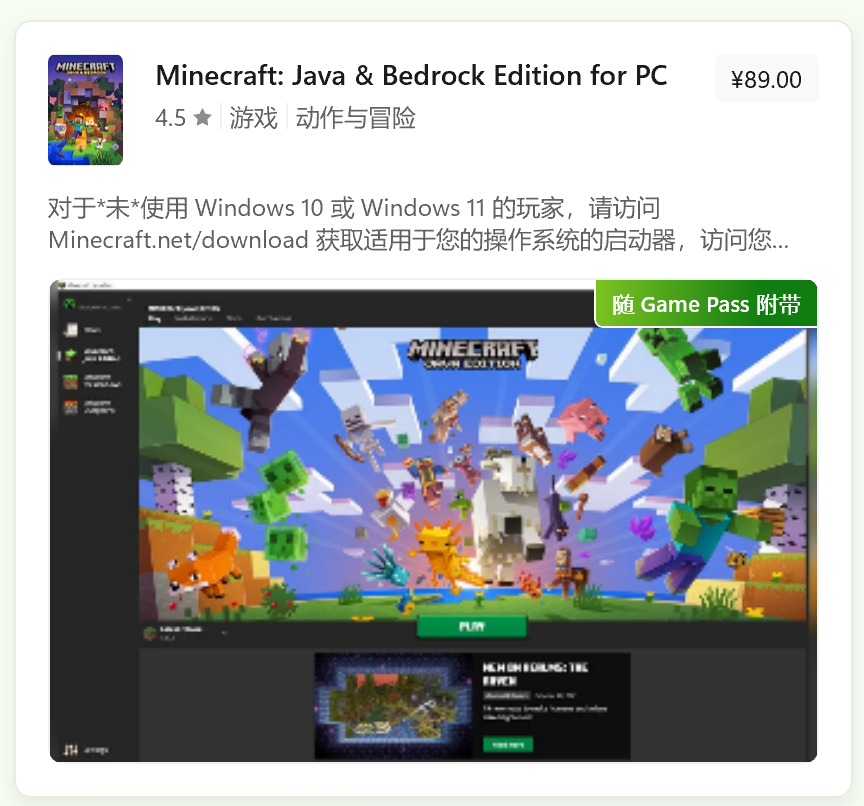 MINECRAFT
Minecraft: Java & Bedrock Edition for PC
¥89.00
4.5 ★ 游戏 动作与冒险
对于*未*使用 Windows 10 或 Windows 11 的玩家，请访问
Minecraft.net/download 获取适用于您的操作系统的启动器，访问您...
随 Game Pass 附带
MINECRAFT
JAVA EDITION
PLAY
NEW ON REALMS: THE